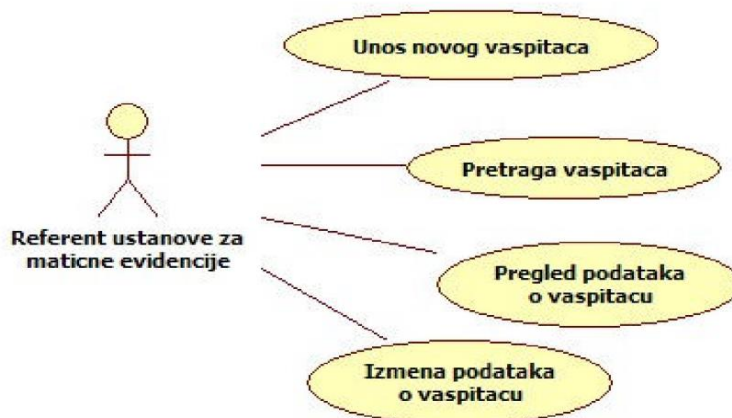 Unos novog vaspitaca
Pretraga vaspitaca
Referent ustanove za
maticne evidencije
Pregled podataka
o vaspitacu
Izmena podataka
o vaspitacu